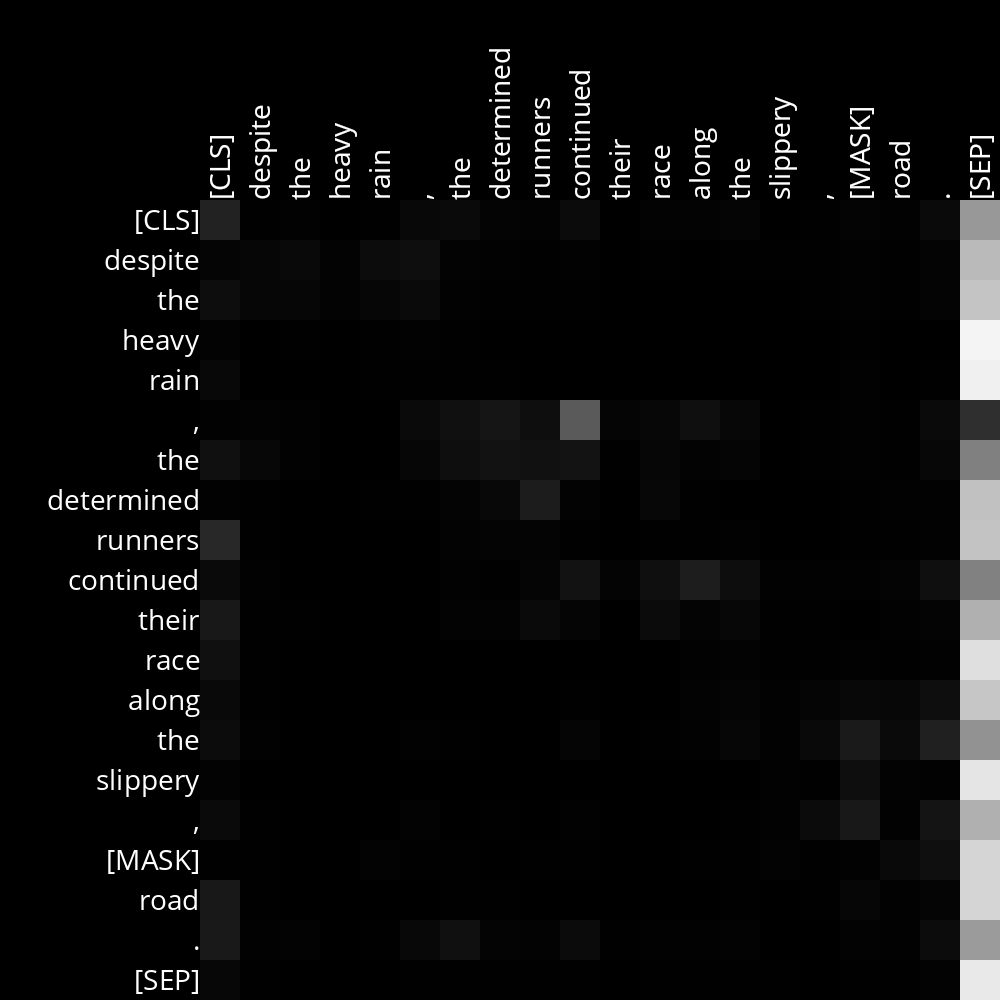 [CLS] despite the heavy rain , the determined runners continued their race along the slippery , [MASK] road . [SEP]
[CLS]
despite
the
heavy
rain
,
the
determined
runners
continued
their
race
along
the
slippery
,
[MASK]
road
.
[SEP]